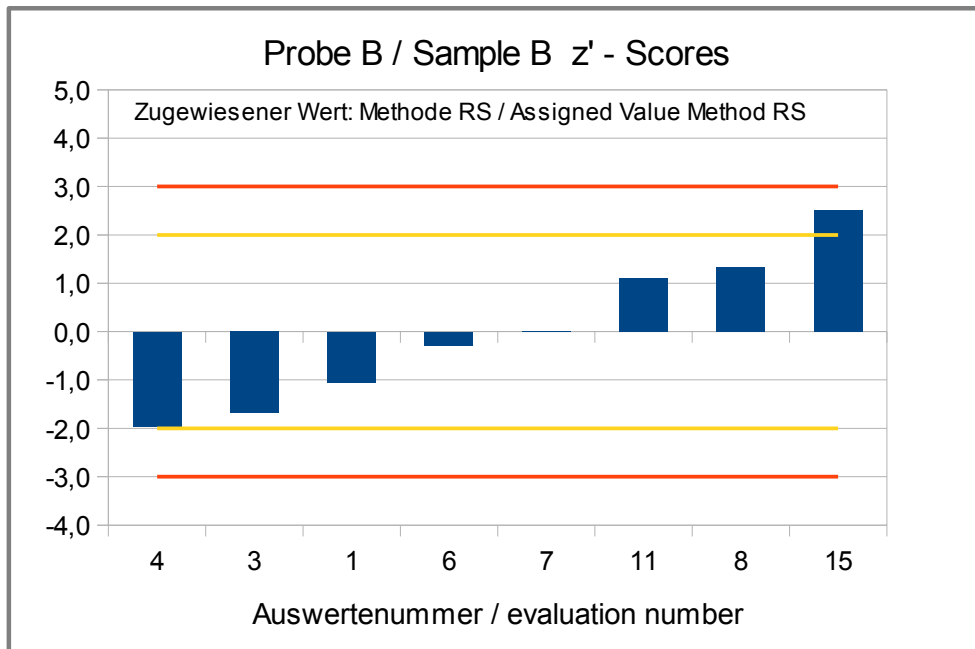 Probe B / Sample B z' - Scores
Zugewiesener Wert: Methode RS / Assigned Value Method RS
5,0
4,0
3,0
2,0
1,0
0,0
-1,0
-2,0
-3,0
-4,0
4 3 1 6 7 11 8 15
Auswertenummer / evaluation number